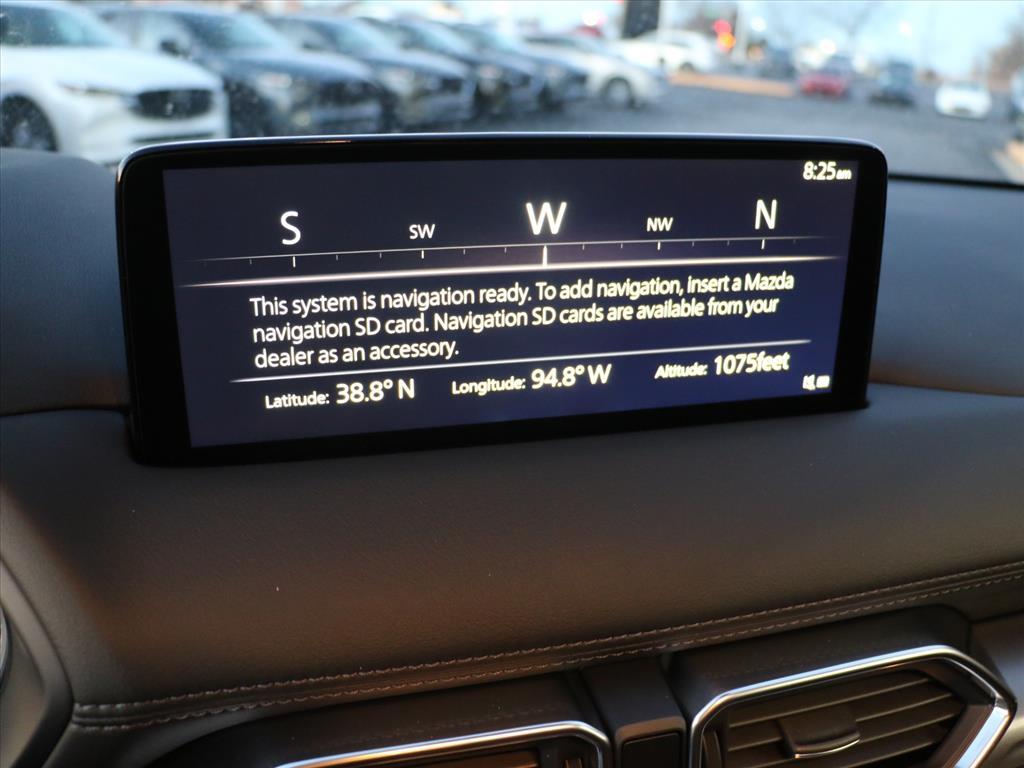 8:25am
S SW W NW N
This system is navigation ready. To add navigation, insert a Mazda
navigation SD card. Navigation SD cards are available from your
dealer as an accessory.
Latitude: 38.8° N Longitude: 94.8° W Altitude: 1075feet